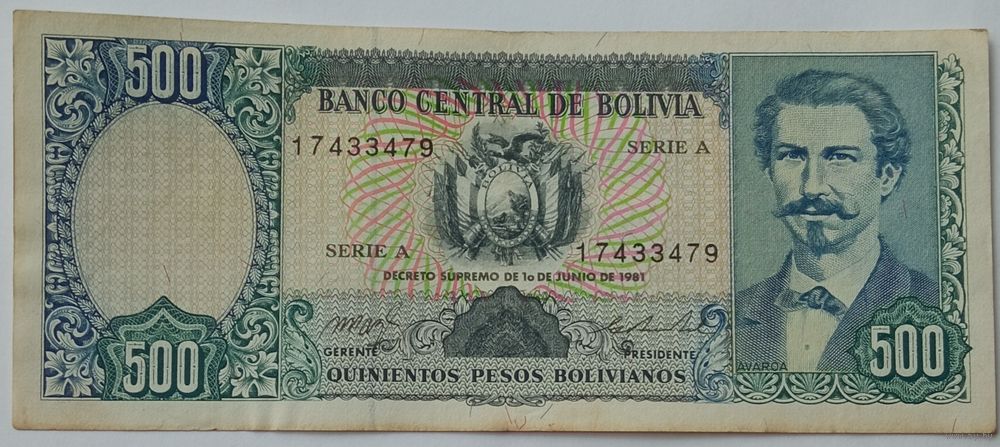 500
BANCO CENTRAL DE BOLIVIA
17433479 SERIE A
BOLIVIA
SERIE A 17433479
DECRETO SUPREMO DE 1o DE JUNIO DE 1981
GERENTE PRESIDENTE
AVAROA
500 QUINIENTOS PESOS BOLIVIANOS 500